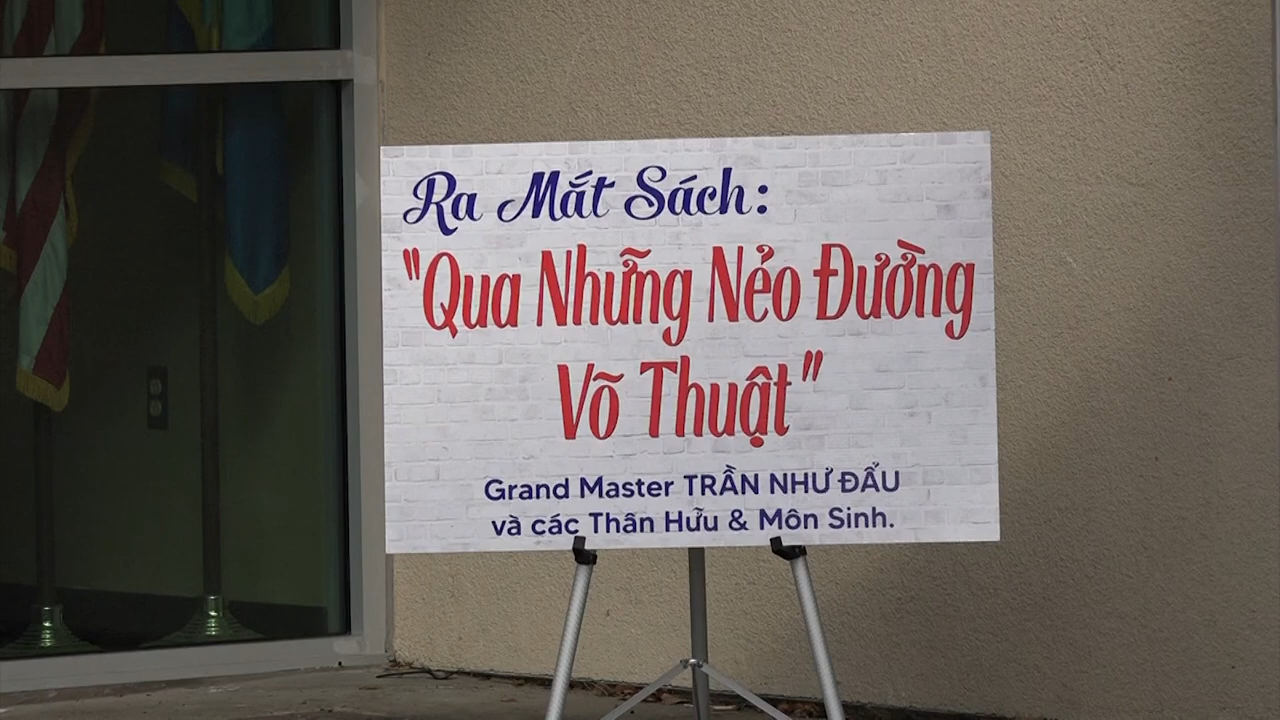 Ra Mắt Sách:
"Qua Những Nẻo Đường
Võ Thuật"
Grand Master TRẦN NHƯ ĐẨU
và các Thân Hữu & Môn Sinh.